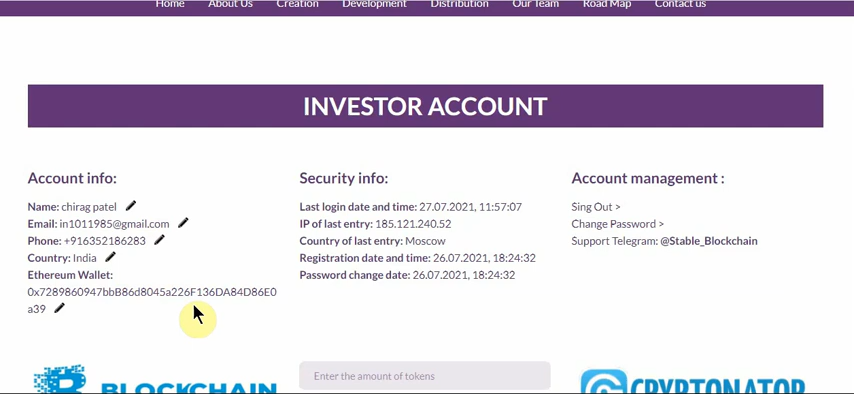 Home About Us Creation Development Distribution Our Team Road Map Contact us
INVESTOR ACCOUNT
Account info:
Name: chirag patel
Email: in1011985@gmail.com
Phone: +916352186283
Country: India
Ethereum Wallet:
0x7289860947bbB86d8045a226F136DA84D86E0
a39
Security info:
Last login date and time: 27.07.2021, 11:57:07
IP of last entry: 185.121.240.52
Country of last entry: Moscow
Registration date and time: 26.07.2021, 18:24:32
Password change date: 26.07.2021, 18:24:32
Account management :
Sing Out >
Change Password >
Support Telegram: @Stable_Blockchain
BLOCKCHAIN
Enter the amount of tokens
CRYPTONATOR